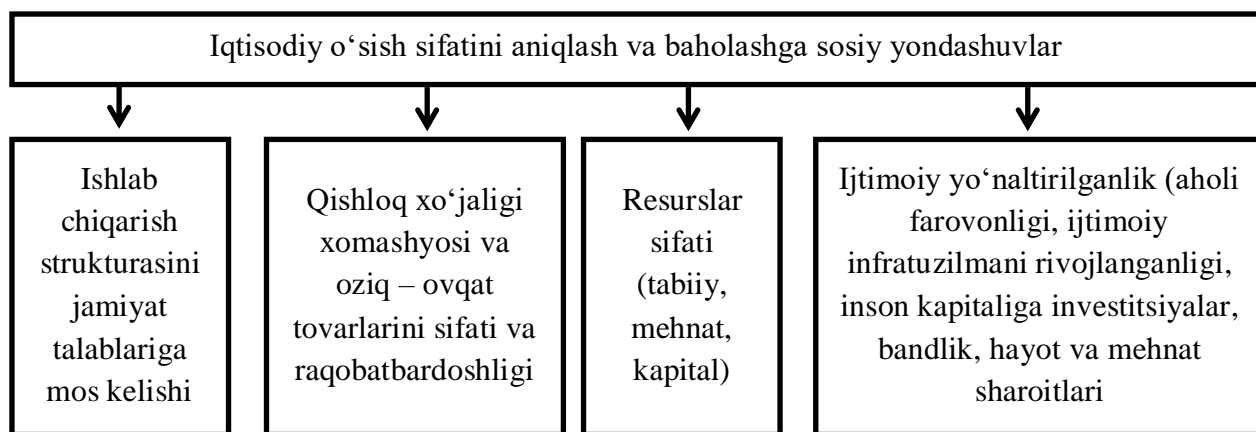 Iqtisodiy o‘sish sifatini aniqlash va baholashga sosiy yondashuvlar
Ishlab
chiqarish
strukturasini
jamiyat
talablariga
mos kelishi
Qishloq xo‘jaligi
xomashyosi va
oziq – ovqat
tovarlarini sifati va
raqobatbardoshligi
Resurslar
sifati
(tabiiy,
mehnat,
kapital)
Ijtimoiy yo‘naltirilganlik (aholi
farovonligi, ijtimoiy
infratuzilmani rivojlanganligi,
inson kapitaliga investitsiyalar,
bandlik, hayot va mehnat
sharoitlari